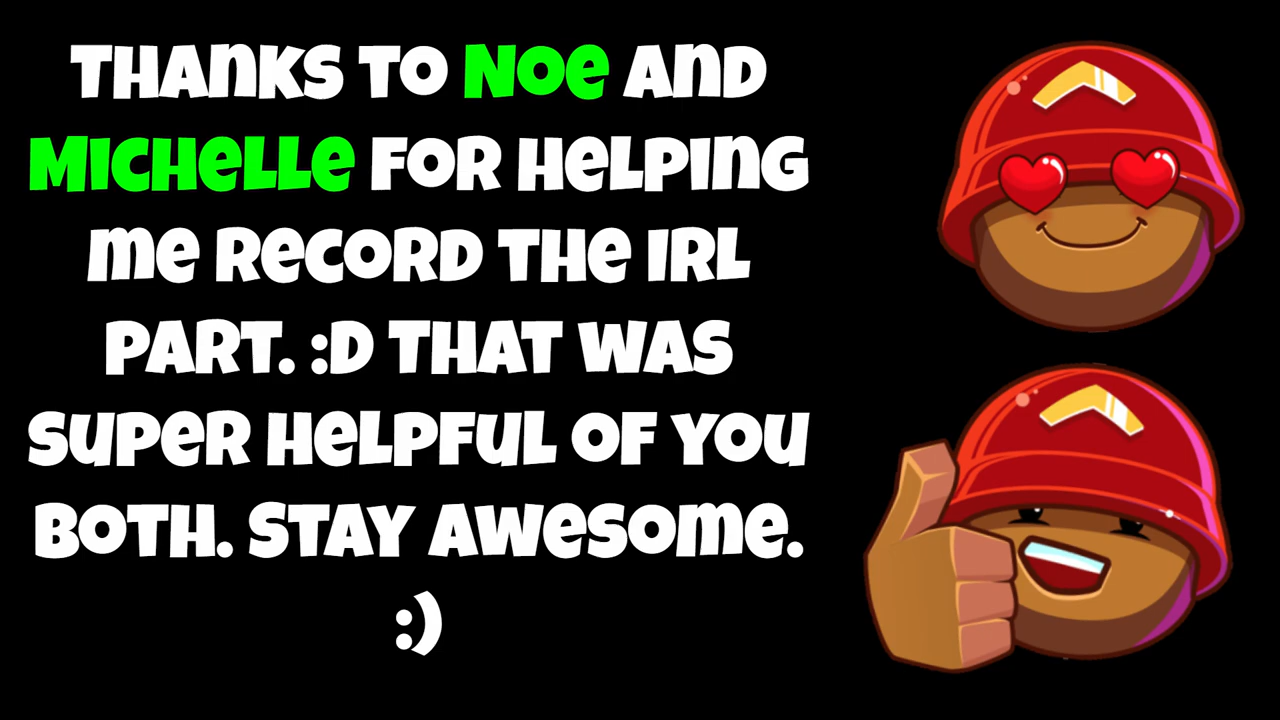 THANKS TO NOE AND
MICHELLE FOR HELPING
ME RECORD THE IRL
PART. :D THAT WAS
SUPER HELPFUL OF YOU
BOTH. STAY AWESOME.
:)